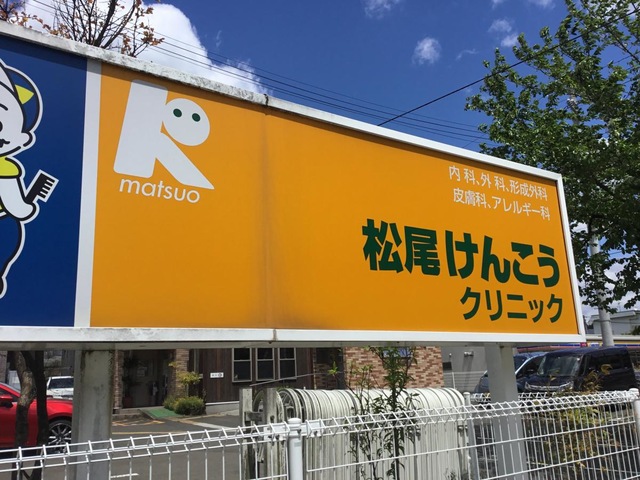 matsuo
内科、外科、形成外科
皮膚科、アレルギー科
松尾けんこう
クリニック